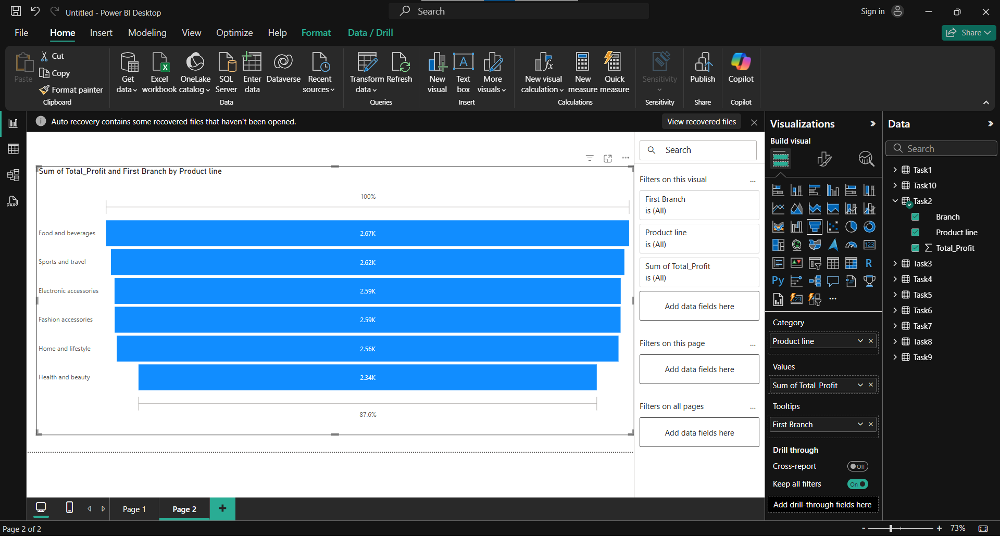 Untitled - Power BI Desktop
Search
Sign in
File
Home
Insert
Modeling
View
Optimize
Help
Format
Data / Drill
Share
Paste
Cut
Copy
Format painter
Clipboard
Get data
Excel workbook
OneLake catalog
SQL Server
Enter data
Dataverse
Recent sources
Data
Transform data
Refresh
Queries
New visual
Text box
More visuals
Insert
New visual calculation
New measure
Quick measure
Calculations
Sensitivity
Sensitivity
Publish
Share
Copilot
Copilot
Auto recovery contains some recovered files that haven't been opened.
View recovered files
DAX
Sum of Total_Profit and First Branch by Product line
100%
Food and beverages
2.67K
Sports and travel
2.62K
Electronic accessories
2.59K
Fashion accessories
2.59K
Home and lifestyle
2.56K
Health and beauty
2.34K
87.6%
Search
Filters on this visual
...
First Branch
is (All)
Product line
is (All)
Sum of Total_Profit
is (All)
Add data fields here
Filters on this page
...
Add data fields here
Filters on all pages
...
Add data fields here
Visualizations
Build visual
123
R
Py
123
Category
Product line
Values
Sum of Total_Profit
Tooltips
First Branch
Drill through
Cross-report
Off
Keep all filters
On
Add drill-through fields here
Data
Search
Task1
Task10
Task2
Branch
Product line
Σ Total_Profit
Task3
Task4
Task5
Task6
Task7
Task8
Task9
Page 1
Page 2
+
Page 2 of 2
- + 73%